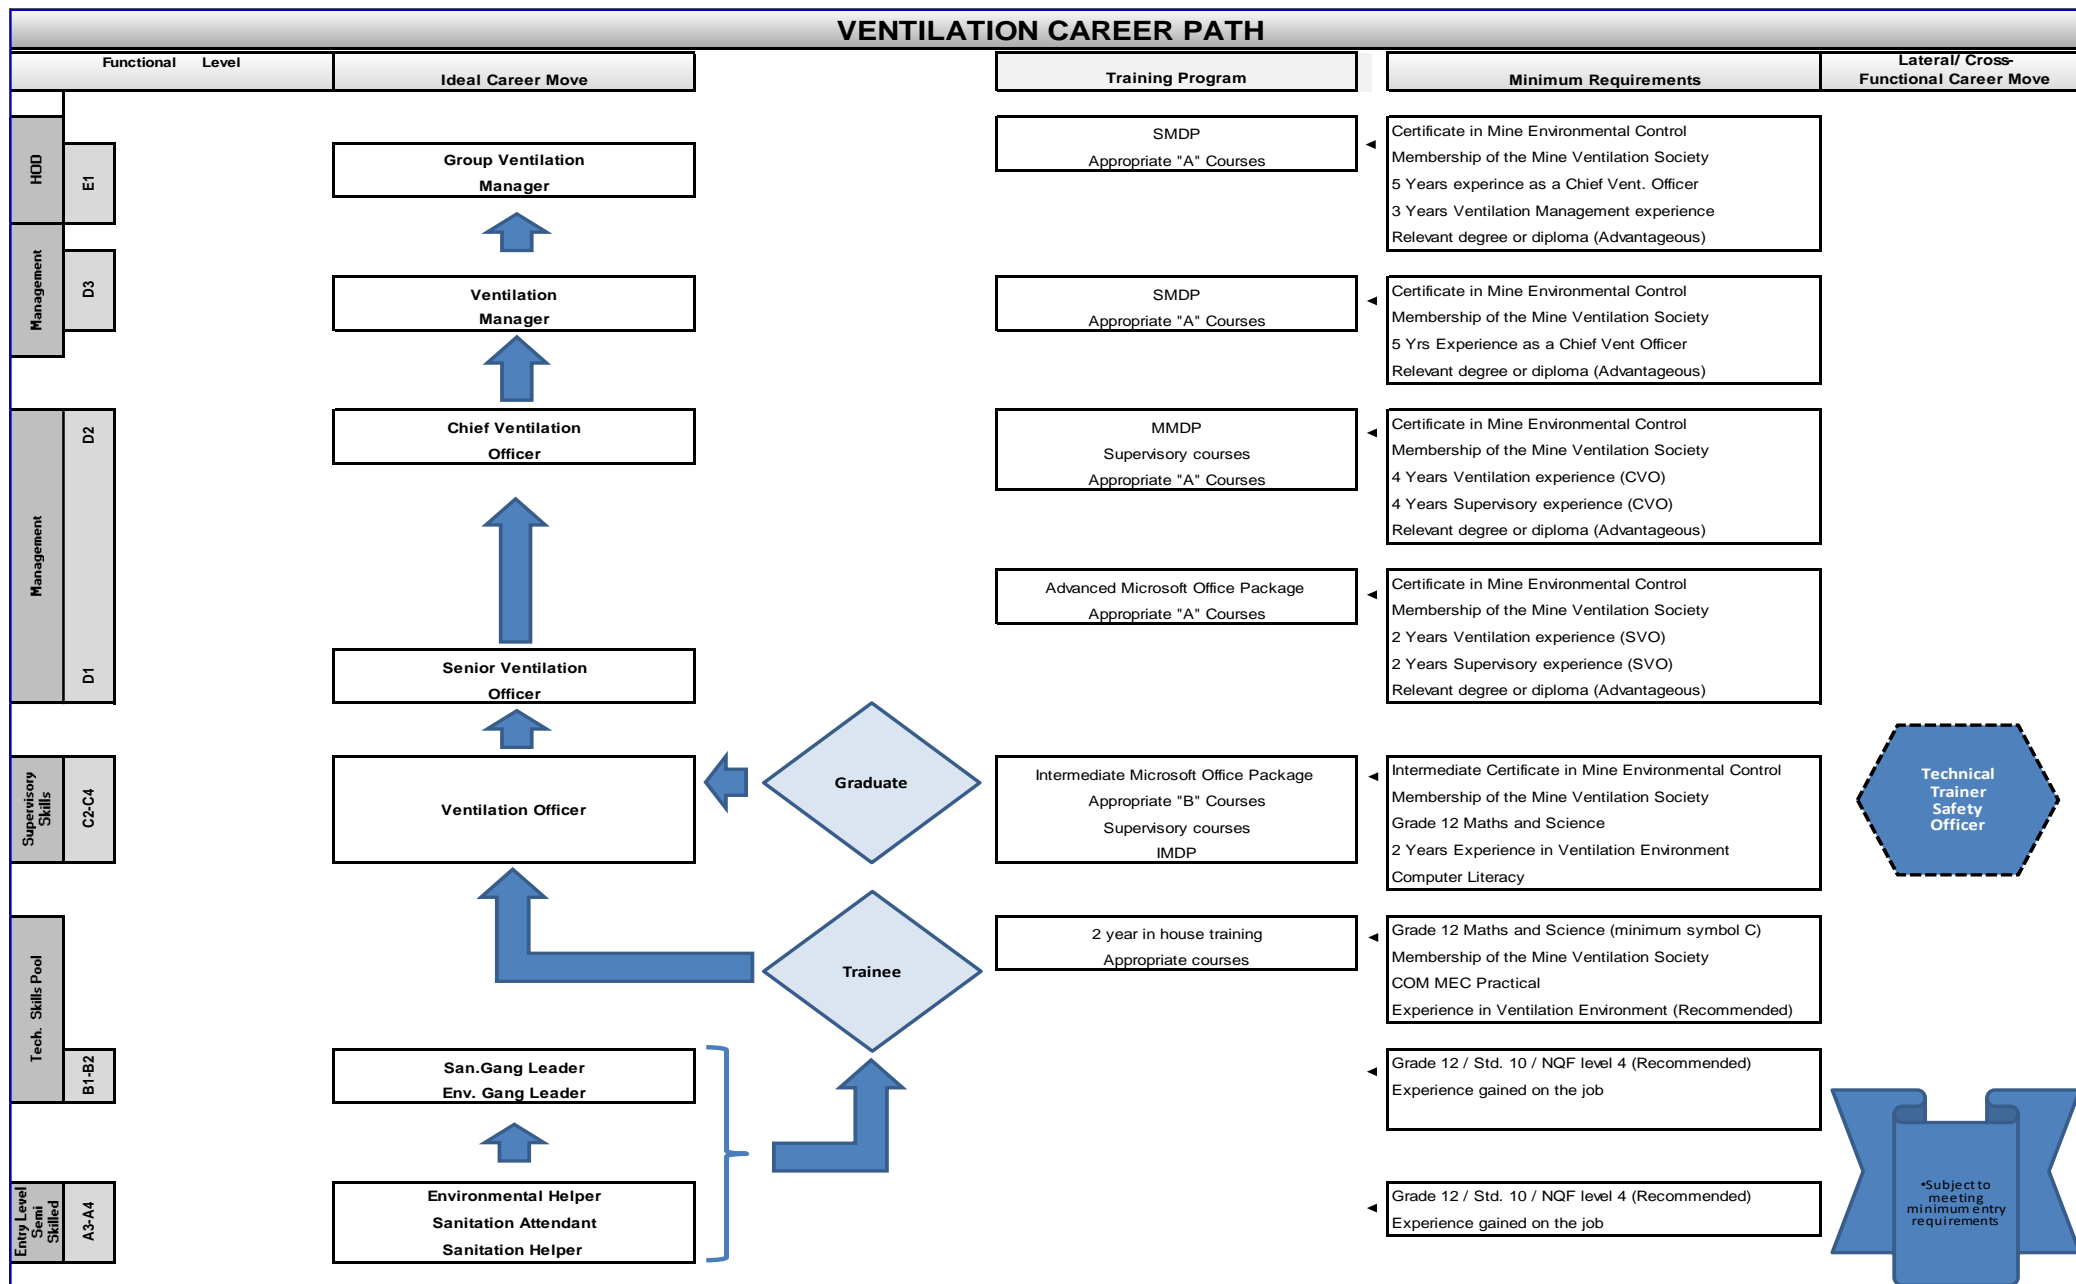 VENTILATION CAREER PATH
Functional Level
Ideal Career Move
Training Program
Minimum Requirements
Lateral/ Cross-
Functional Career Move
HOD
E1
Group Ventilation
Manager
SMDP
Appropriate "A" Courses
Certificate in Mine Environmental Control
Membership of the Mine Ventilation Society
5 Years experince as a Chief Vent. Officer
3 Years Ventilation Management experience
Relevant degree or diploma (Advantageous)
Management
D3
Ventilation
Manager
SMDP
Appropriate "A" Courses
Certificate in Mine Environmental Control
Membership of the Mine Ventilation Society
5 Yrs Experience as a Chief Vent Officer
Relevant degree or diploma (Advantageous)
Management
D2
Chief Ventilation
Officer
MMDP
Supervisory courses
Appropriate "A" Courses
Certificate in Mine Environmental Control
Membership of the Mine Ventilation Society
4 Years Ventilation experience (CVO)
4 Years Supervisory experience (CVO)
Relevant degree or diploma (Advantageous)
D1
Senior Ventilation
Officer
Advanced Microsoft Office Package
Appropriate "A" Courses
Certificate in Mine Environmental Control
Membership of the Mine Ventilation Society
2 Years Ventilation experience (SVO)
2 Years Supervisory experience (SVO)
Relevant degree or diploma (Advantageous)
Supervisory
Skills
C2-C4
Ventilation Officer
Graduate
Intermediate Microsoft Office Package
Appropriate "B" Courses
Supervisory courses
IMDP
Intermediate Certificate in Mine Environmental Control
Membership of the Mine Ventilation Society
Grade 12 Maths and Science
2 Years Experience in Ventilation Environment
Computer Literacy
Technical
Trainer
Safety
Officer
Tech. Skills Pool
Trainee
2 year in house training
Appropriate courses
Grade 12 Maths and Science (minimum symbol C)
Membership of the Mine Ventilation Society
COM MEC Practical
Experience in Ventilation Environment (Recommended)
B1-B2
San.Gang Leader
Env. Gang Leader
Grade 12 / Std. 10 / NQF level 4 (Recommended)
Experience gained on the job
Entry Level
Semi
Skilled
A3-A4
Environmental Helper
Sanitation Attendant
Sanitation Helper
Grade 12 / Std. 10 / NQF level 4 (Recommended)
Experience gained on the job
•Subject to
meeting
minimum entry
requirements